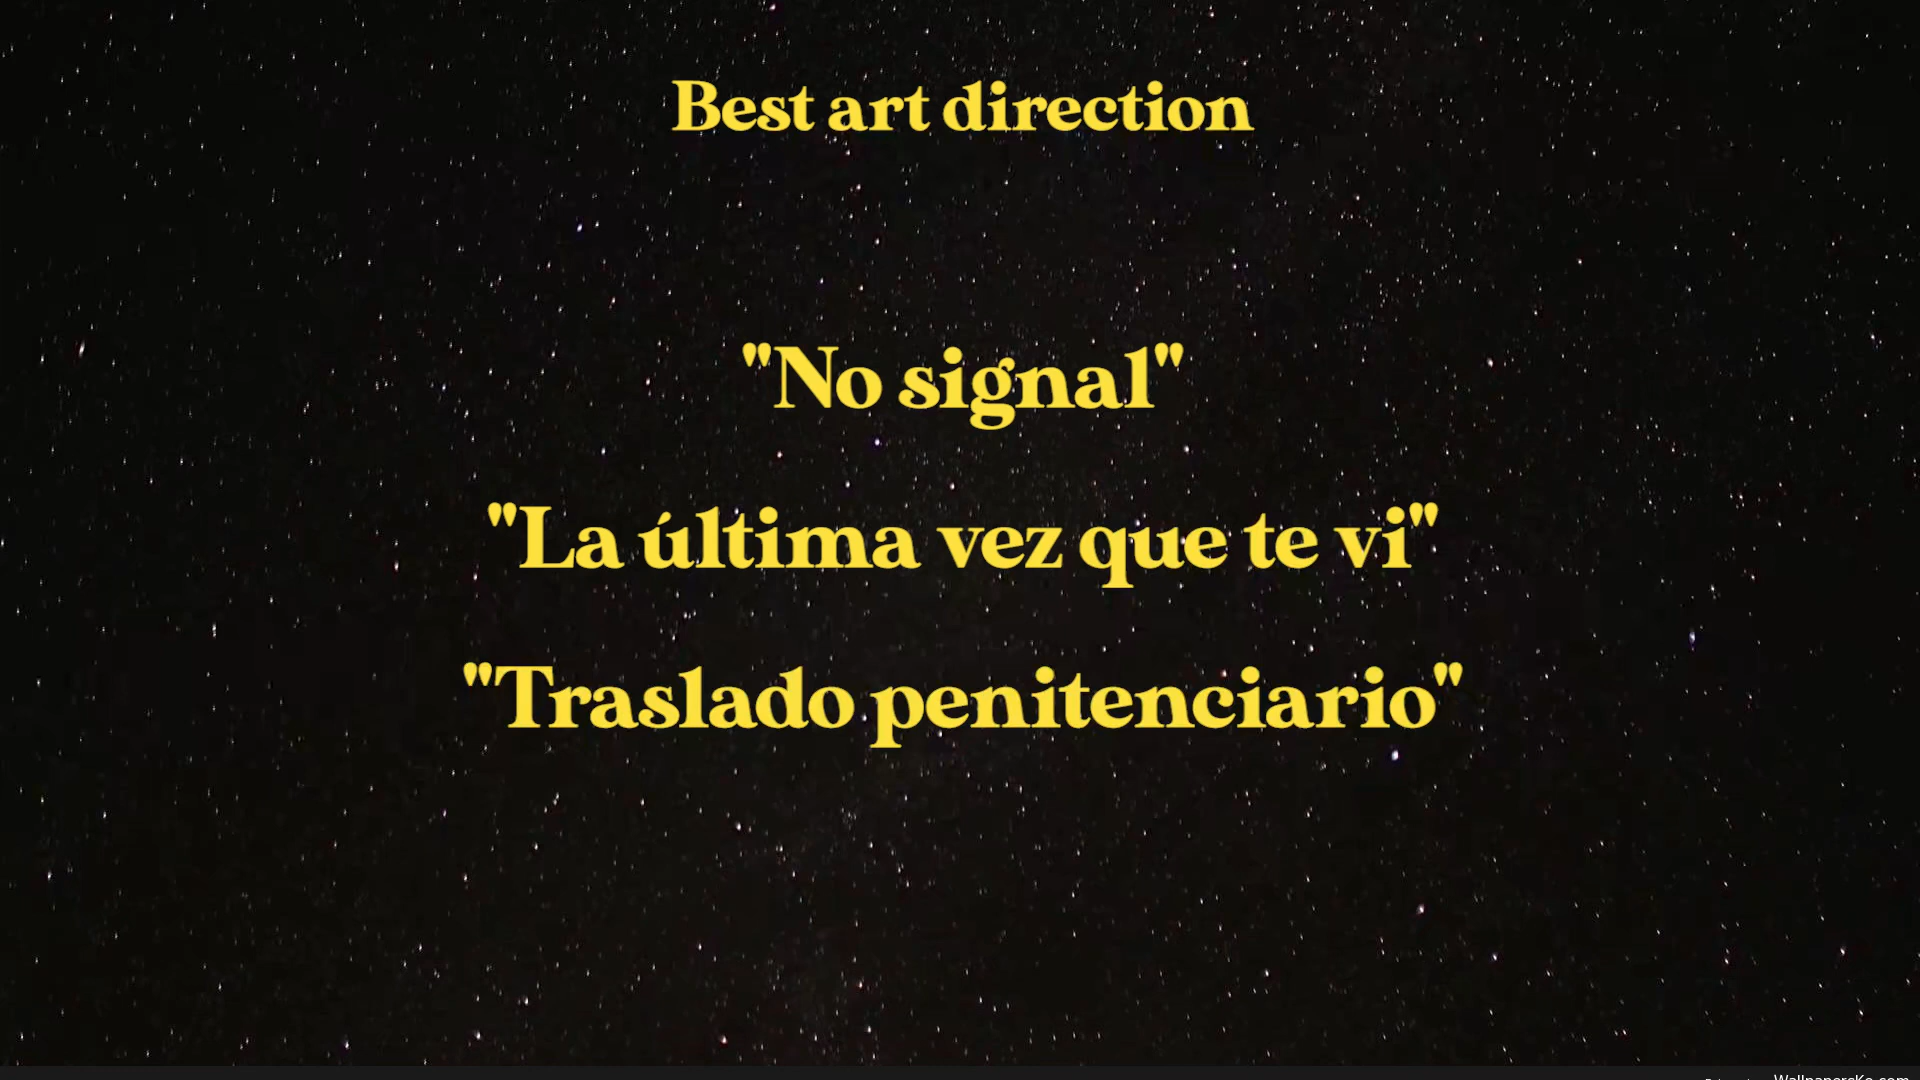 Best art direction
"No signal"
"La última vez que te vi"
"Traslado penitenciario"